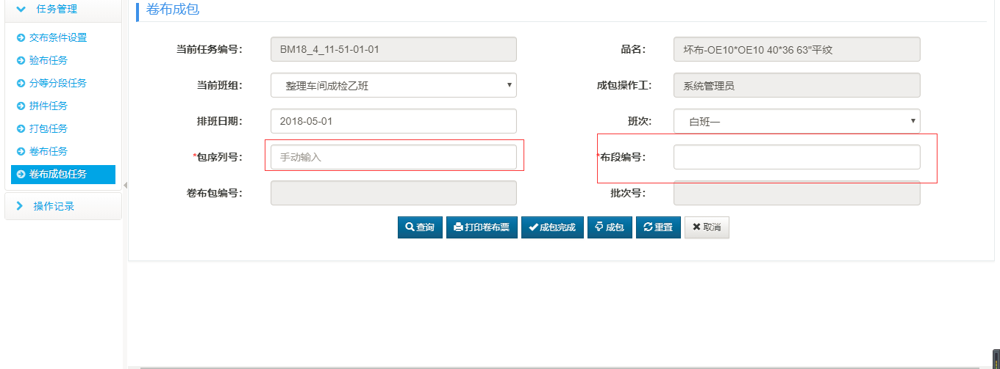 任务管理
交布条件设置
验布任务
分等分段任务
拼件任务
打包任务
卷布任务
卷布成包任务
操作记录
卷布成包
当前任务编号: BM18_4_11-51-01-01 品名: 坏布-OE10*OE10 40*36 63"平纹
当前班组: 整理车间成检乙班 成包操作工: 系统管理员
排班日期: 2018-05-01 班次: 白班一
*包序列号: 手动输入 *布段编号:
卷布包编号: 批次号:
查询 打印卷布票 成包完成 成包 重置 取消